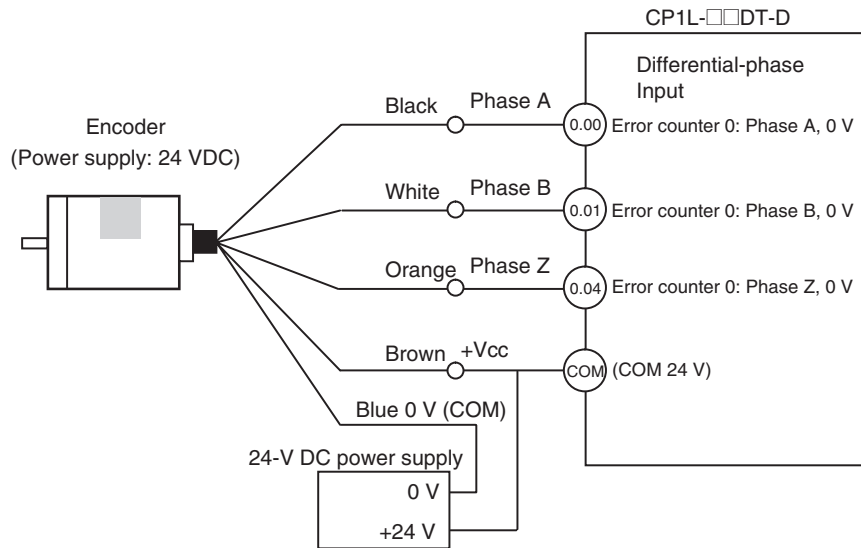 CP1L-□□DT-D
Differential-phase
Input
Encoder
(Power supply: 24 VDC)
Black
Phase A
0.00
Error counter 0: Phase A, 0 V
White
Phase B
0.01
Error counter 0: Phase B, 0 V
Orange
Phase Z
0.04
Error counter 0: Phase Z, 0 V
Brown
+Vcc
COM
(COM 24 V)
Blue 0 V (COM)
24-V DC power supply
0 V
+24 V